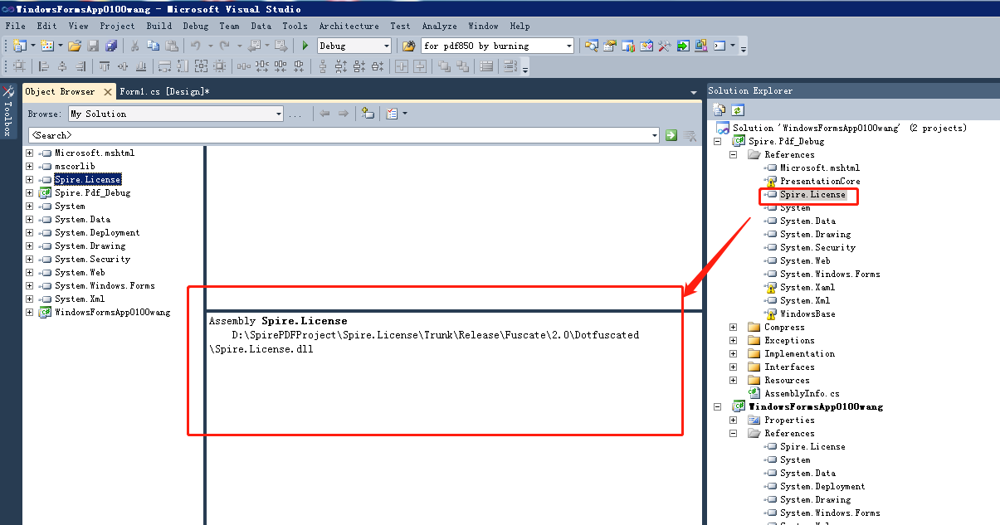 WindowsFormsApp0100wang - Microsoft Visual Studio
File Edit View Project Build Debug Team Data Tools Architecture Test Analyze Window Help
Debug for pdf850 by burning
Toolbox
Object Browser Form1.cs [Design]*
Browse: My Solution ...
<Search>
Microsoft.mshtml
mscorlib
Spire.License
Spire.Pdf_Debug
System
System.Data
System.Deployment
System.Drawing
System.Security
System.Web
System.Windows.Forms
System.Xml
WindowsFormsApp0100wang
Assembly Spire.License
D:\SpirePDFProject\Spire.License\Trunk\Release\Fuscate\2.0\Dotfuscated
\Spire.License.dll
Solution Explorer
Solution 'WindowsFormsApp0100wang' (2 projects)
Spire.Pdf_Debug
References
Microsoft.mshtml
PresentationCore
Spire.License
System
System.Data
System.Drawing
System.Security
System.Web
System.Windows.Forms
System.Xaml
System.Xml
WindowsBase
Compress
Exceptions
Implementation
Interfaces
Resources
AssemblyInfo.cs
WindowsFormsApp0100wang
Properties
References
Spire.License
System
System.Data
System.Deployment
System.Drawing
System.Windows.Forms